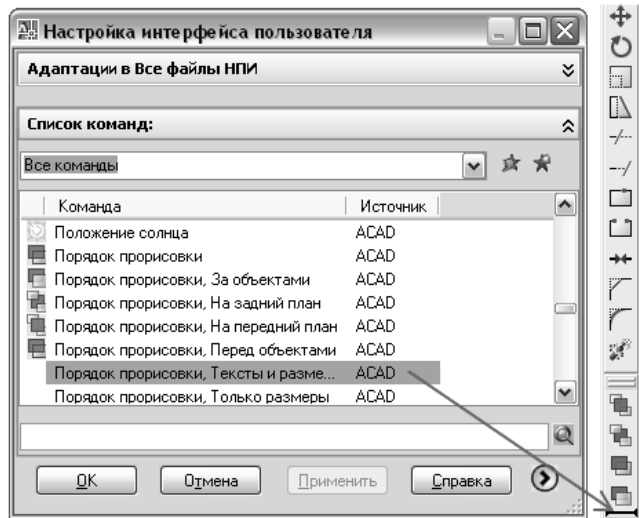 Настройка интерфейса пользователя
Адаптации в Все файлы НПИ
Список команд:
Все команды
Команда Источник
Положение солнца ACAD
Порядок прорисовки ACAD
Порядок прорисовки, За объектами ACAD
Порядок прорисовки, На задний план ACAD
Порядок прорисовки, На передний план ACAD
Порядок прорисовки, Перед объектами ACAD
Порядок прорисовки, Тексты и разме... ACAD
Порядок прорисовки, Только размеры ACAD
OK Отмена Применить Справка